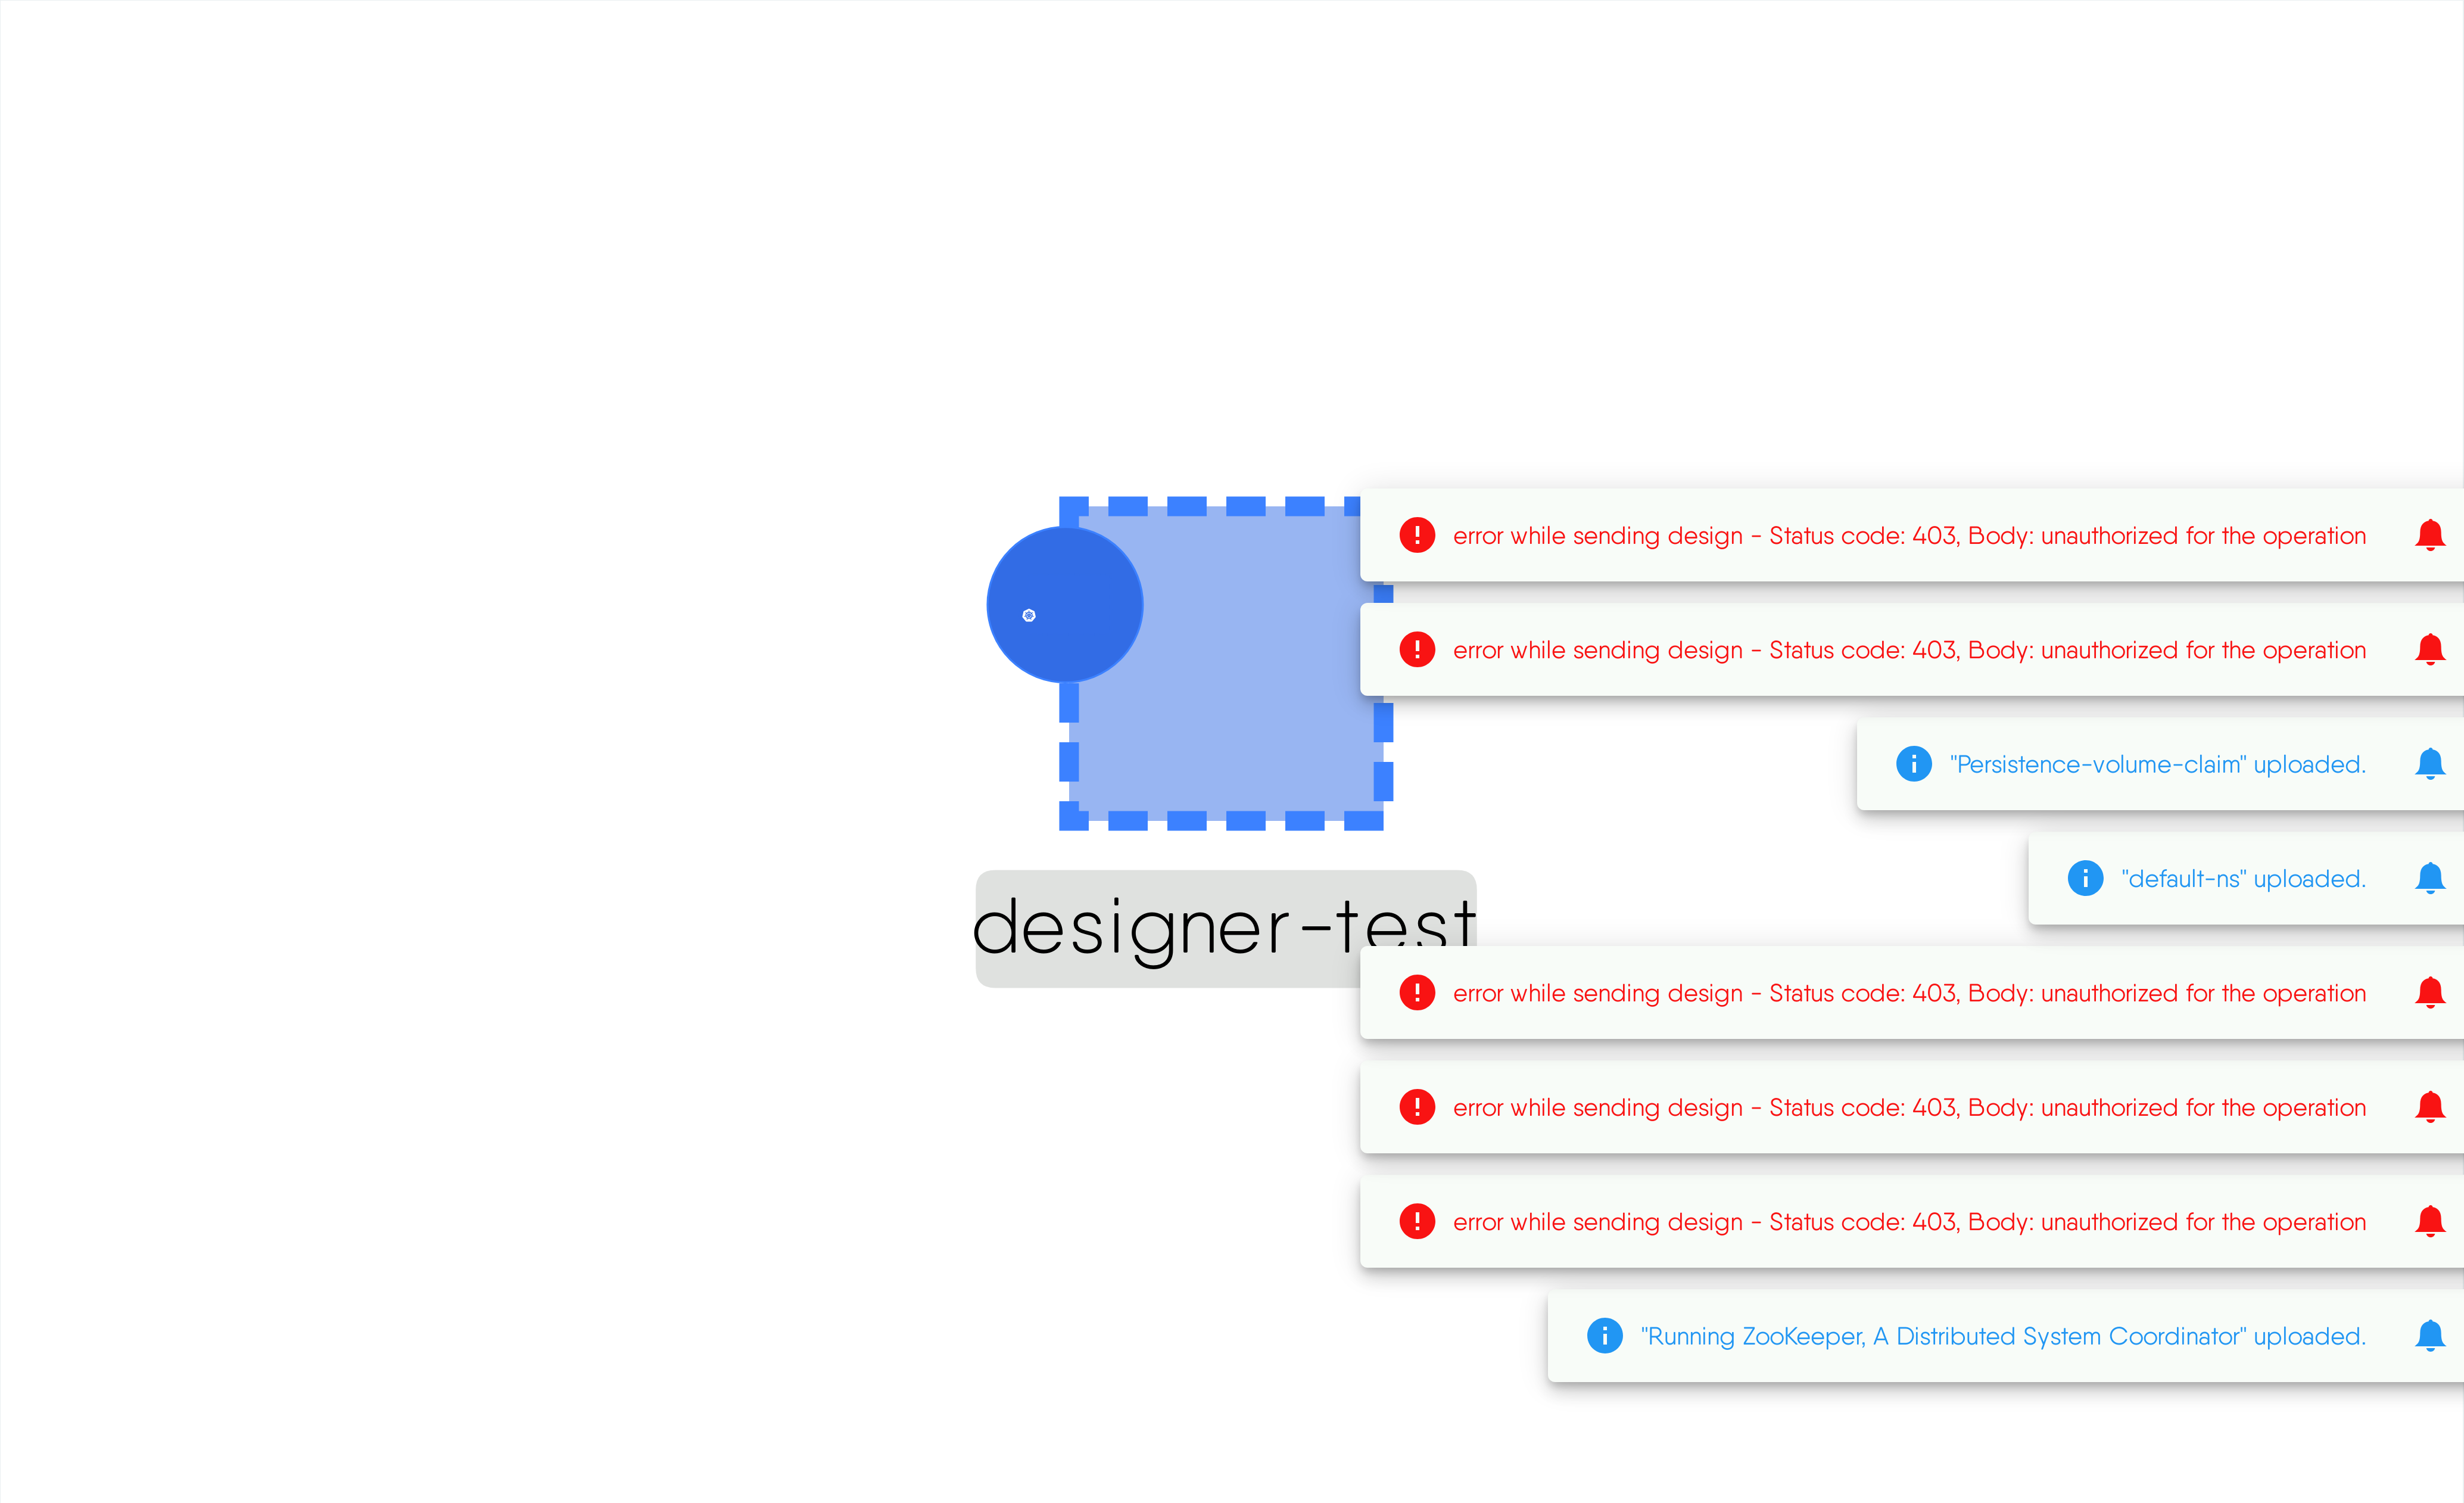 error while sending design - Status code: 403, Body: unauthorized for the operation
error while sending design - Status code: 403, Body: unauthorized for the operation
"Persistence-volume-claim" uploaded.
"default-ns" uploaded.
designer-test
error while sending design - Status code: 403, Body: unauthorized for the operation
error while sending design - Status code: 403, Body: unauthorized for the operation
error while sending design - Status code: 403, Body: unauthorized for the operation
"Running ZooKeeper, A Distributed System Coordinator" uploaded.